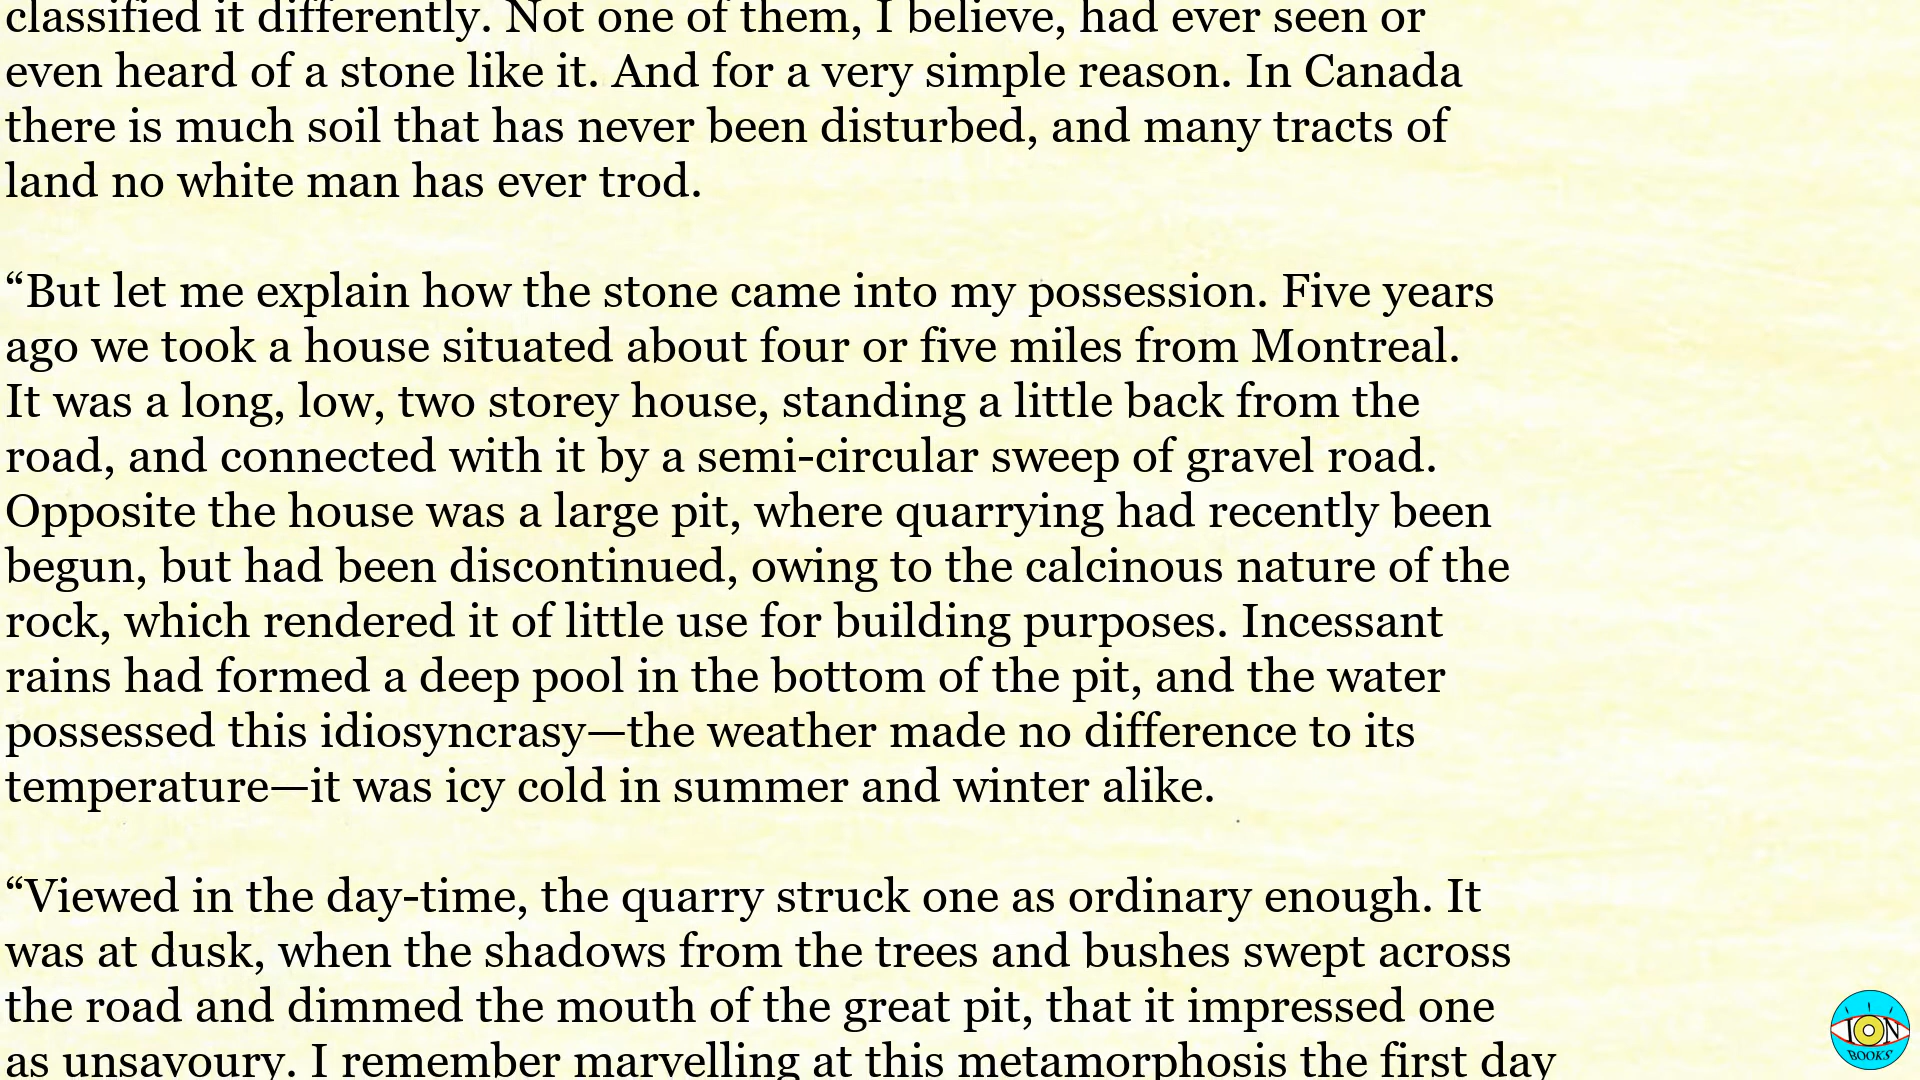 classified it differently. Not one of them, I believe, had ever seen or
even heard of a stone like it. And for a very simple reason. In Canada
there is much soil that has never been disturbed, and many tracts of
land no white man has ever trod.
“But let me explain how the stone came into my possession. Five years
ago we took a house situated about four or five miles from Montreal.
It was a long, low, two storey house, standing a little back from the
road, and connected with it by a semi-circular sweep of gravel road.
Opposite the house was a large pit, where quarrying had recently been
begun, but had been discontinued, owing to the calcinous nature of the
rock, which rendered it of little use for building purposes. Incessant
rains had formed a deep pool in the bottom of the pit, and the water
possessed this idiosyncrasy—the weather made no difference to its
temperature—it was icy cold in summer and winter alike.
“Viewed in the day-time, the quarry struck one as ordinary enough. It
was at dusk, when the shadows from the trees and bushes swept across
the road and dimmed the mouth of the great pit, that it impressed one
as unsavoury. I remember marvelling at this metamorphosis the first day
ION
BOOKS